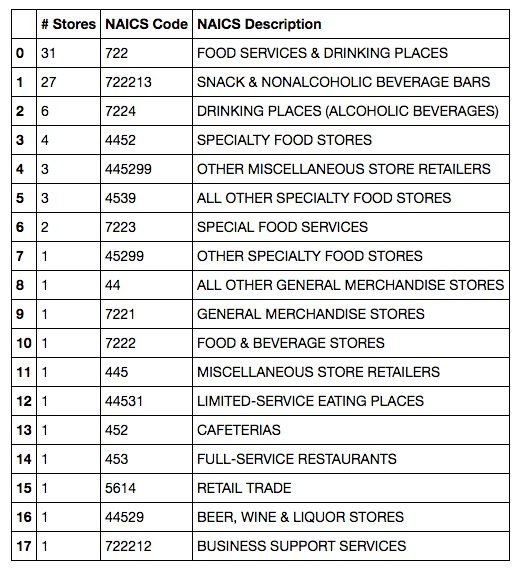 # Stores NAICS Code NAICS Description
0 31 722 FOOD SERVICES & DRINKING PLACES
1 27 722213 SNACK & NONALCOHOLIC BEVERAGE BARS
2 6 7224 DRINKING PLACES (ALCOHOLIC BEVERAGES)
3 4 4452 SPECIALTY FOOD STORES
4 3 445299 OTHER MISCELLANEOUS STORE RETAILERS
5 3 4539 ALL OTHER SPECIALTY FOOD STORES
6 2 7223 SPECIAL FOOD SERVICES
7 1 45299 OTHER SPECIALTY FOOD STORES
8 1 44 ALL OTHER GENERAL MERCHANDISE STORES
9 1 7221 GENERAL MERCHANDISE STORES
10 1 7222 FOOD & BEVERAGE STORES
11 1 445 MISCELLANEOUS STORE RETAILERS
12 1 44531 LIMITED-SERVICE EATING PLACES
13 1 452 CAFETERIAS
14 1 453 FULL-SERVICE RESTAURANTS
15 1 5614 RETAIL TRADE
16 1 44529 BEER, WINE & LIQUOR STORES
17 1 722212 BUSINESS SUPPORT SERVICES